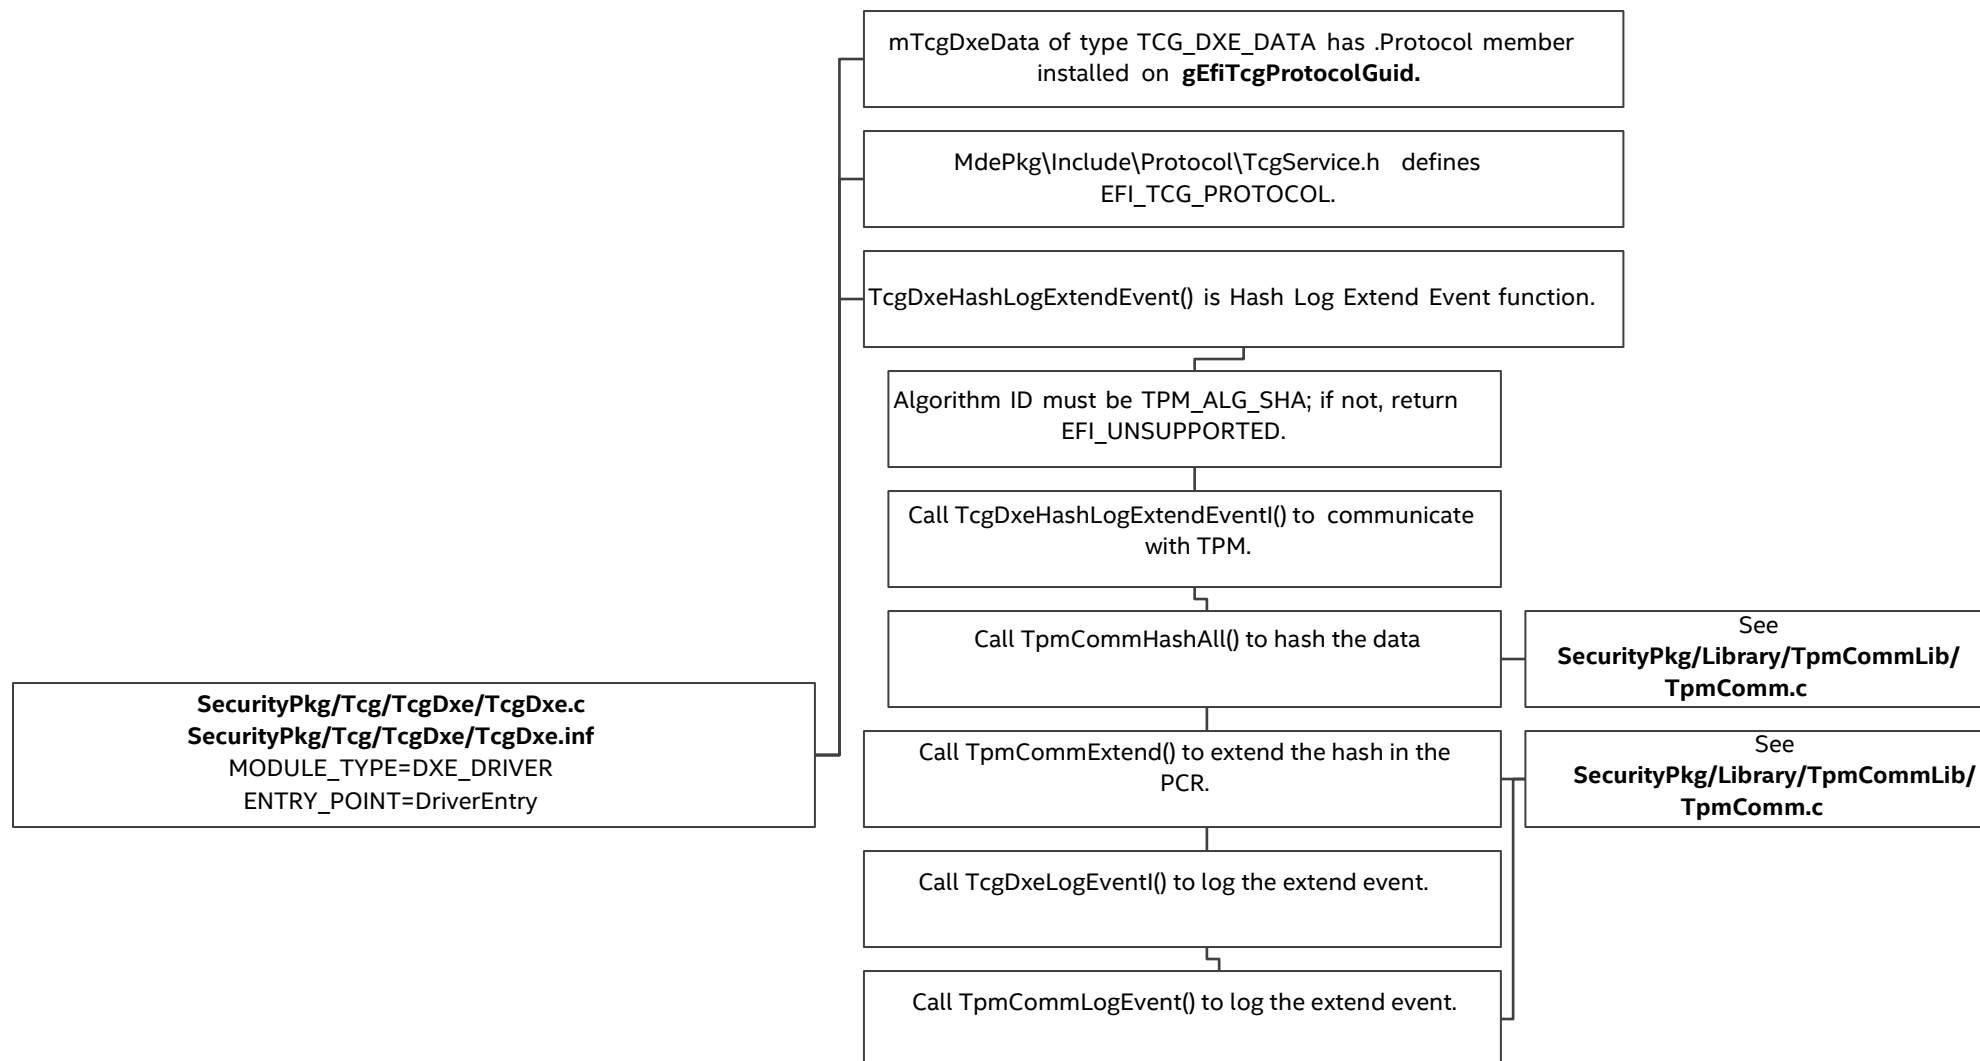 mTcgDxeData of type TCG_DXE_DATA has .Protocol member
installed on gEfiTcgProtocolGuid.
MdePkg\Include\Protocol\TcgService.h defines
EFI_TCG_PROTOCOL.
TcgDxeHashLogExtendEvent() is Hash Log Extend Event function.
Algorithm ID must be TPM_ALG_SHA; if not, return
EFI_UNSUPPORTED.
Call TcgDxeHashLogExtendEventI() to communicate
with TPM.
Call TpmCommHashAll() to hash the data
See
SecurityPkg/Library/TpmCommLib/
TpmComm.c
SecurityPkg/Tcg/TcgDxe/TcgDxe.c
SecurityPkg/Tcg/TcgDxe/TcgDxe.inf
MODULE_TYPE=DXE_DRIVER
ENTRY_POINT=DriverEntry
Call TpmCommExtend() to extend the hash in the
PCR.
See
SecurityPkg/Library/TpmCommLib/
TpmComm.c
Call TcgDxeLogEventI() to log the extend event.
Call TpmCommLogEvent() to log the extend event.